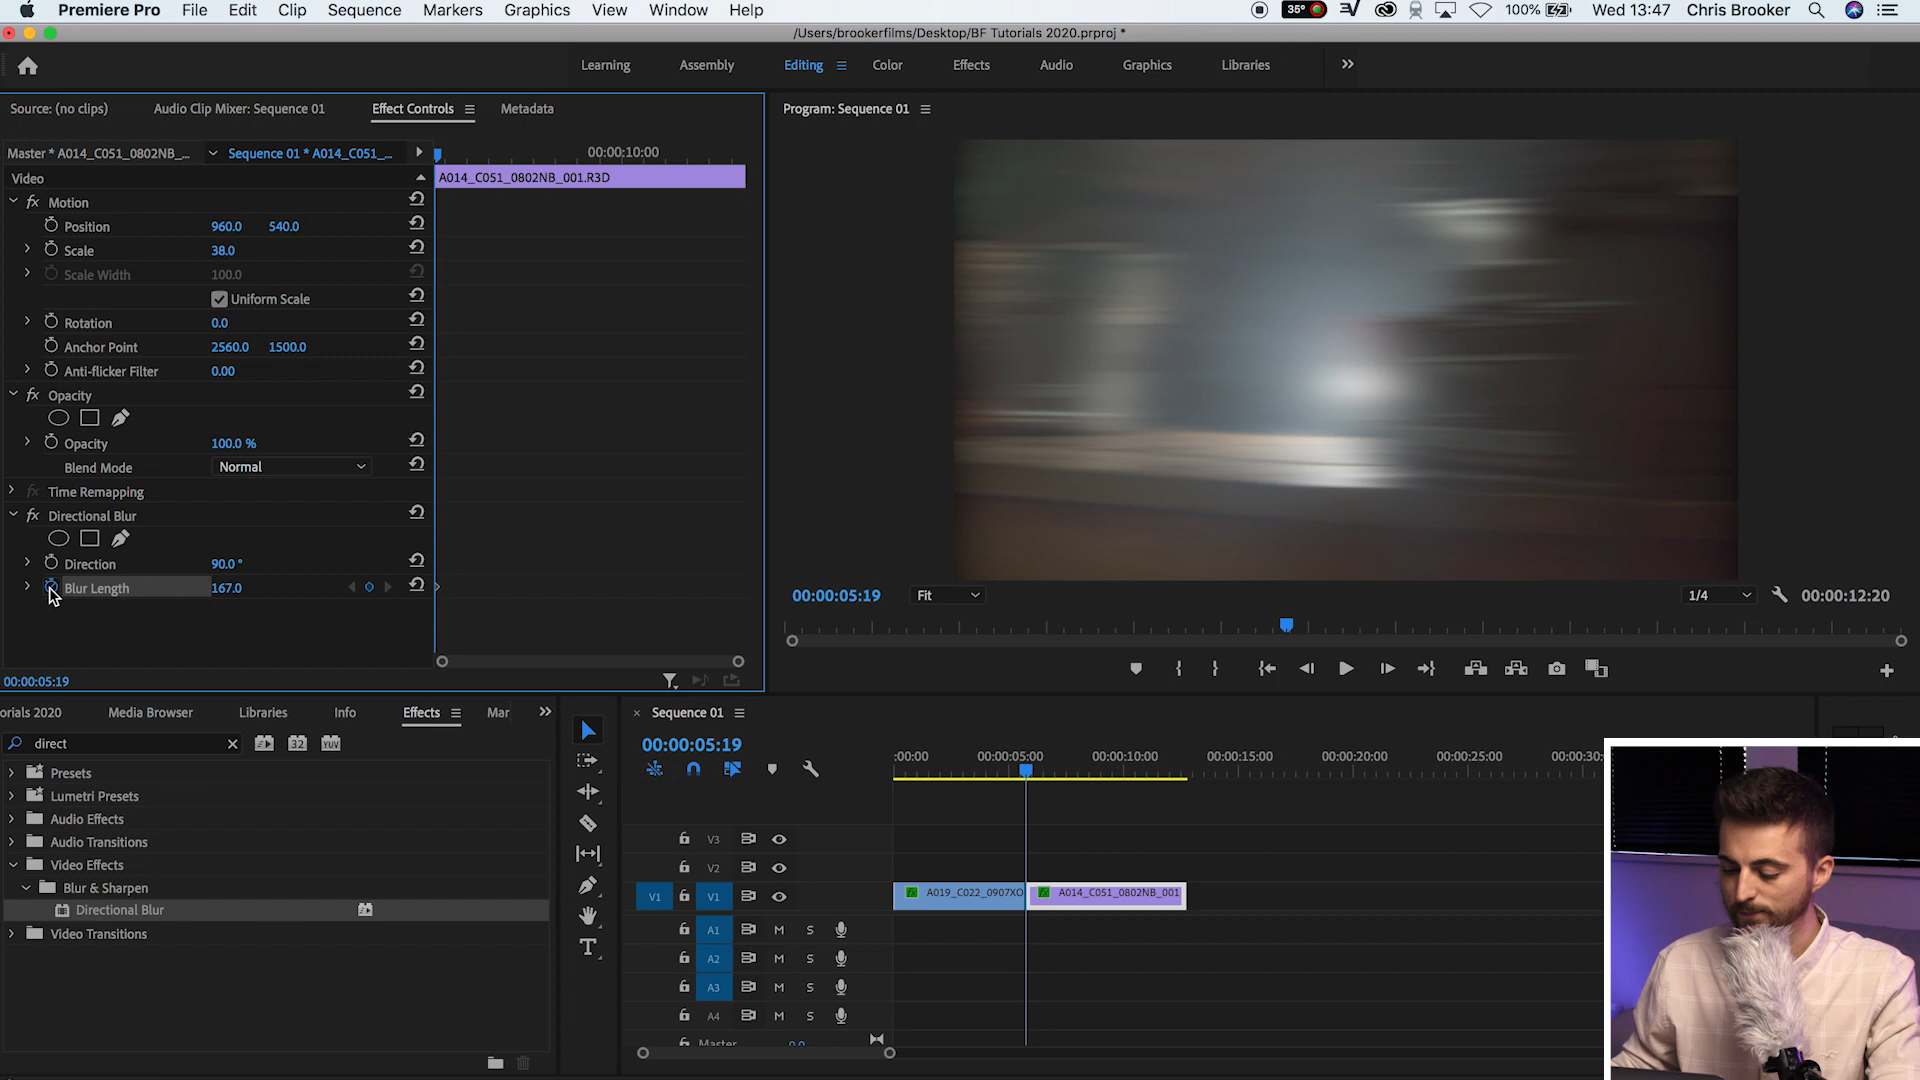 Premiere Pro File Edit Clip Sequence Markers Graphics View Window Help 35° 100% Wed 13:47 Chris Brooker
/Users/brookerfilms/Desktop/BF Tutorials 2020.prproj *
Learning Assembly Editing Color Effects Audio Graphics Libraries
Source: (no clips) Audio Clip Mixer: Sequence 01 Effect Controls Metadata
Program: Sequence 01
Master * A014_C051_0802NB_... Sequence 01 * A014_C051_... 00:00:10:00
Video A014_C051_0802NB_001.R3D
fx Motion
Position 960.0 540.0
Scale 38.0
Scale Width 100.0
Uniform Scale
Rotation 0.0
Anchor Point 2560.0 1500.0
Anti-flicker Filter 0.00
fx Opacity
Opacity 100.0 %
Blend Mode Normal
fx Time Remapping
fx Directional Blur
Direction 90.0 °
Blur Length 167.0
00:00:05:19 Fit 1/4 00:00:12:20
00:00:05:19
orials 2020 Media Browser Libraries Info Effects Mar
direct 32 YUV
Presets
Lumetri Presets
Audio Effects
Audio Transitions
Video Effects
Blur & Sharpen
Directional Blur
Video Transitions
Sequence 01
00:00:05:19
:00:00 00:00:05:00 00:00:10:00 00:00:15:00 00:00:20:00 00:00:25:00 00:00:30:
V3
V2
V1 V1 fx A019_C022_0907XO fx A014_C051_0802NB_001
A1 M S
A2 M S
A3 M S
A4 M S
Master 0.0
T